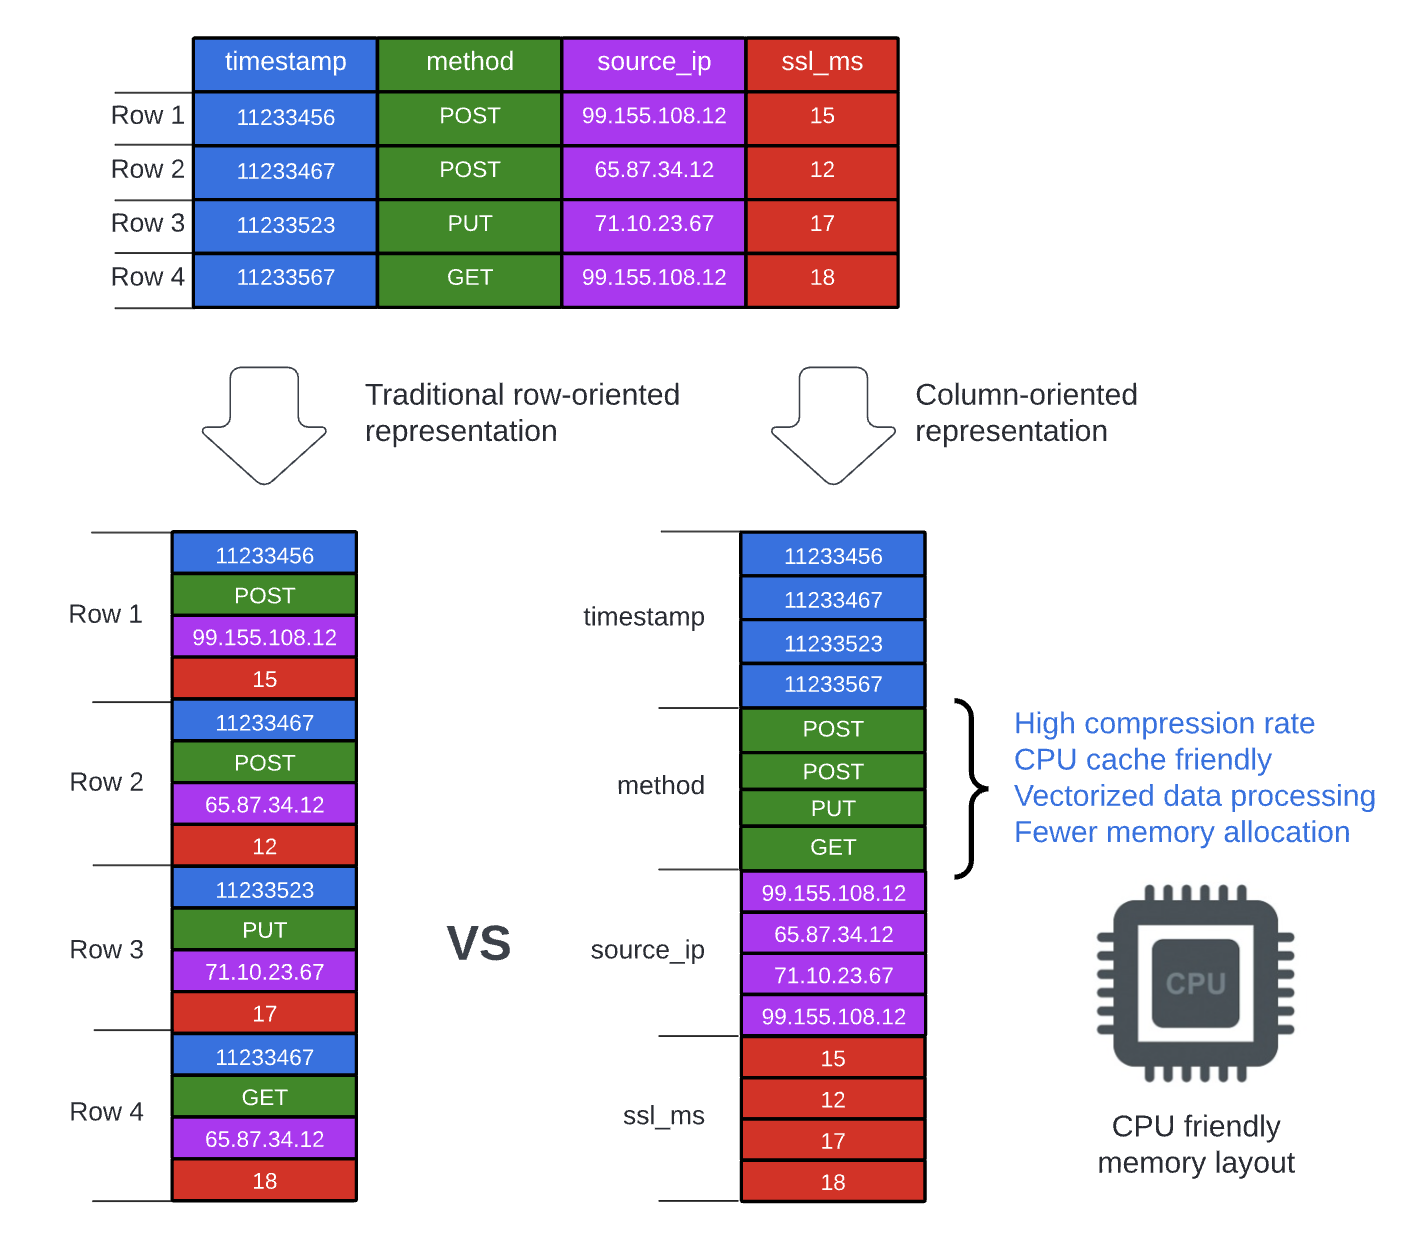 timestamp method source_ip ssl_ms
Row 1 11233456 POST 99.155.108.12 15
Row 2 11233467 POST 65.87.34.12 12
Row 3 11233523 PUT 71.10.23.67 17
Row 4 11233567 GET 99.155.108.12 18
Traditional row-oriented
representation
Column-oriented
representation
Row 1
11233456
POST
99.155.108.12
15
Row 2
11233467
POST
65.87.34.12
12
Row 3
11233523
PUT
71.10.23.67
17
Row 4
11233467
GET
65.87.34.12
18
VS
timestamp
11233456
11233467
11233523
11233567
method
POST
POST
PUT
GET
source_ip
99.155.108.12
65.87.34.12
71.10.23.67
99.155.108.12
ssl_ms
15
12
17
18
High compression rate
CPU cache friendly
Vectorized data processing
Fewer memory allocation
CPU
CPU friendly
memory layout